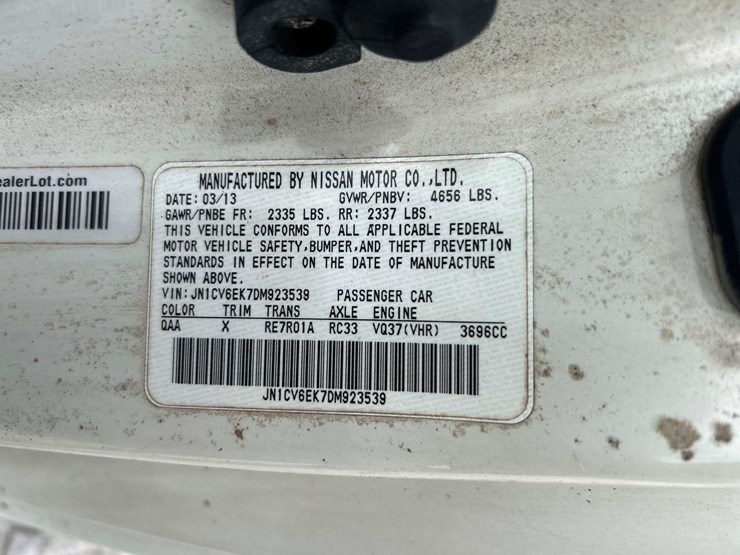 ealerLot.com
MANUFACTURED BY NISSAN MOTOR CO.,LTD.
DATE: 03/13 GVWR/PNBV: 4656 LBS.
GAWR/PNBE FR: 2335 LBS. RR: 2337 LBS.
THIS VEHICLE CONFORMS TO ALL APPLICABLE FEDERAL
MOTOR VEHICLE SAFETY,BUMPER,AND THEFT PREVENTION
STANDARDS IN EFFECT ON THE DATE OF MANUFACTURE
SHOWN ABOVE.
VIN: JN1CV6EK7DM923539 PASSENGER CAR
COLOR TRIM TRANS AXLE ENGINE
QAA X RE7R01A RC33 VQ37(VHR) 3696CC
JN1CV6EK7DM923539